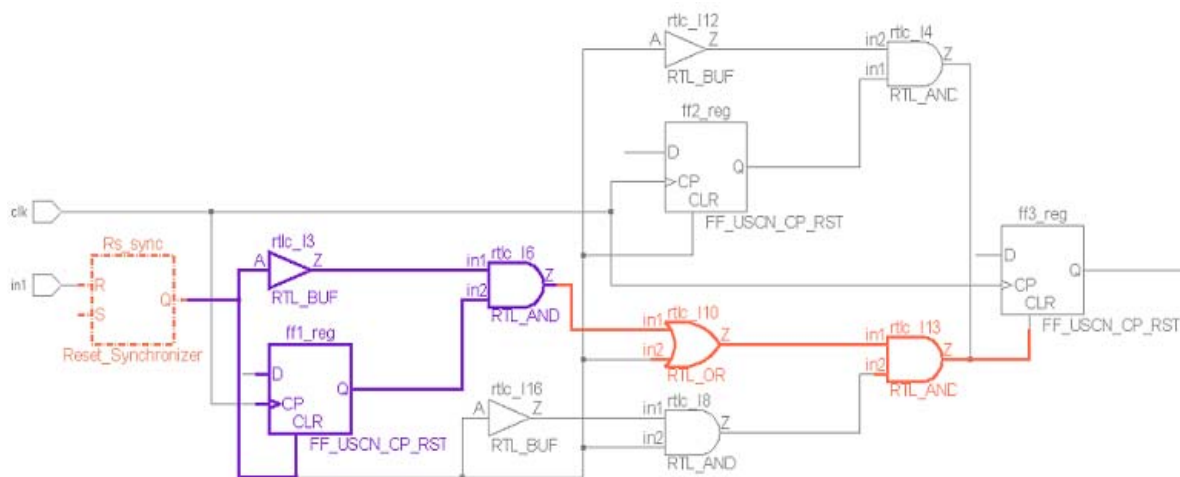 rtlc_I12
A
Z
RTL_BUF
rtlc_I4
in2
in1
Z
RTL_AND
ff2_reg
D
Q
CP
CLR
FF_USCN_CP_RST
clk
in1
Rs_sync
R
Q
S
Reset_Synchronizer
rtlc_I3
A
Z
RTL_BUF
rtlc_I6
in1
in2
Z
RTL_AND
ff1_reg
D
Q
CP
CLR
FF_USCN_CP_RST
rtlc_I10
in1
in2
Z
RTL_OR
rtlc_I16
A
Z
RTL_BUF
rtlc_I8
in1
in2
Z
RTL_AND
rtlc_I13
in1
in2
Z
RTL_AND
ff3_reg
D
Q
CP
CLR
FF_USCN_CP_RST